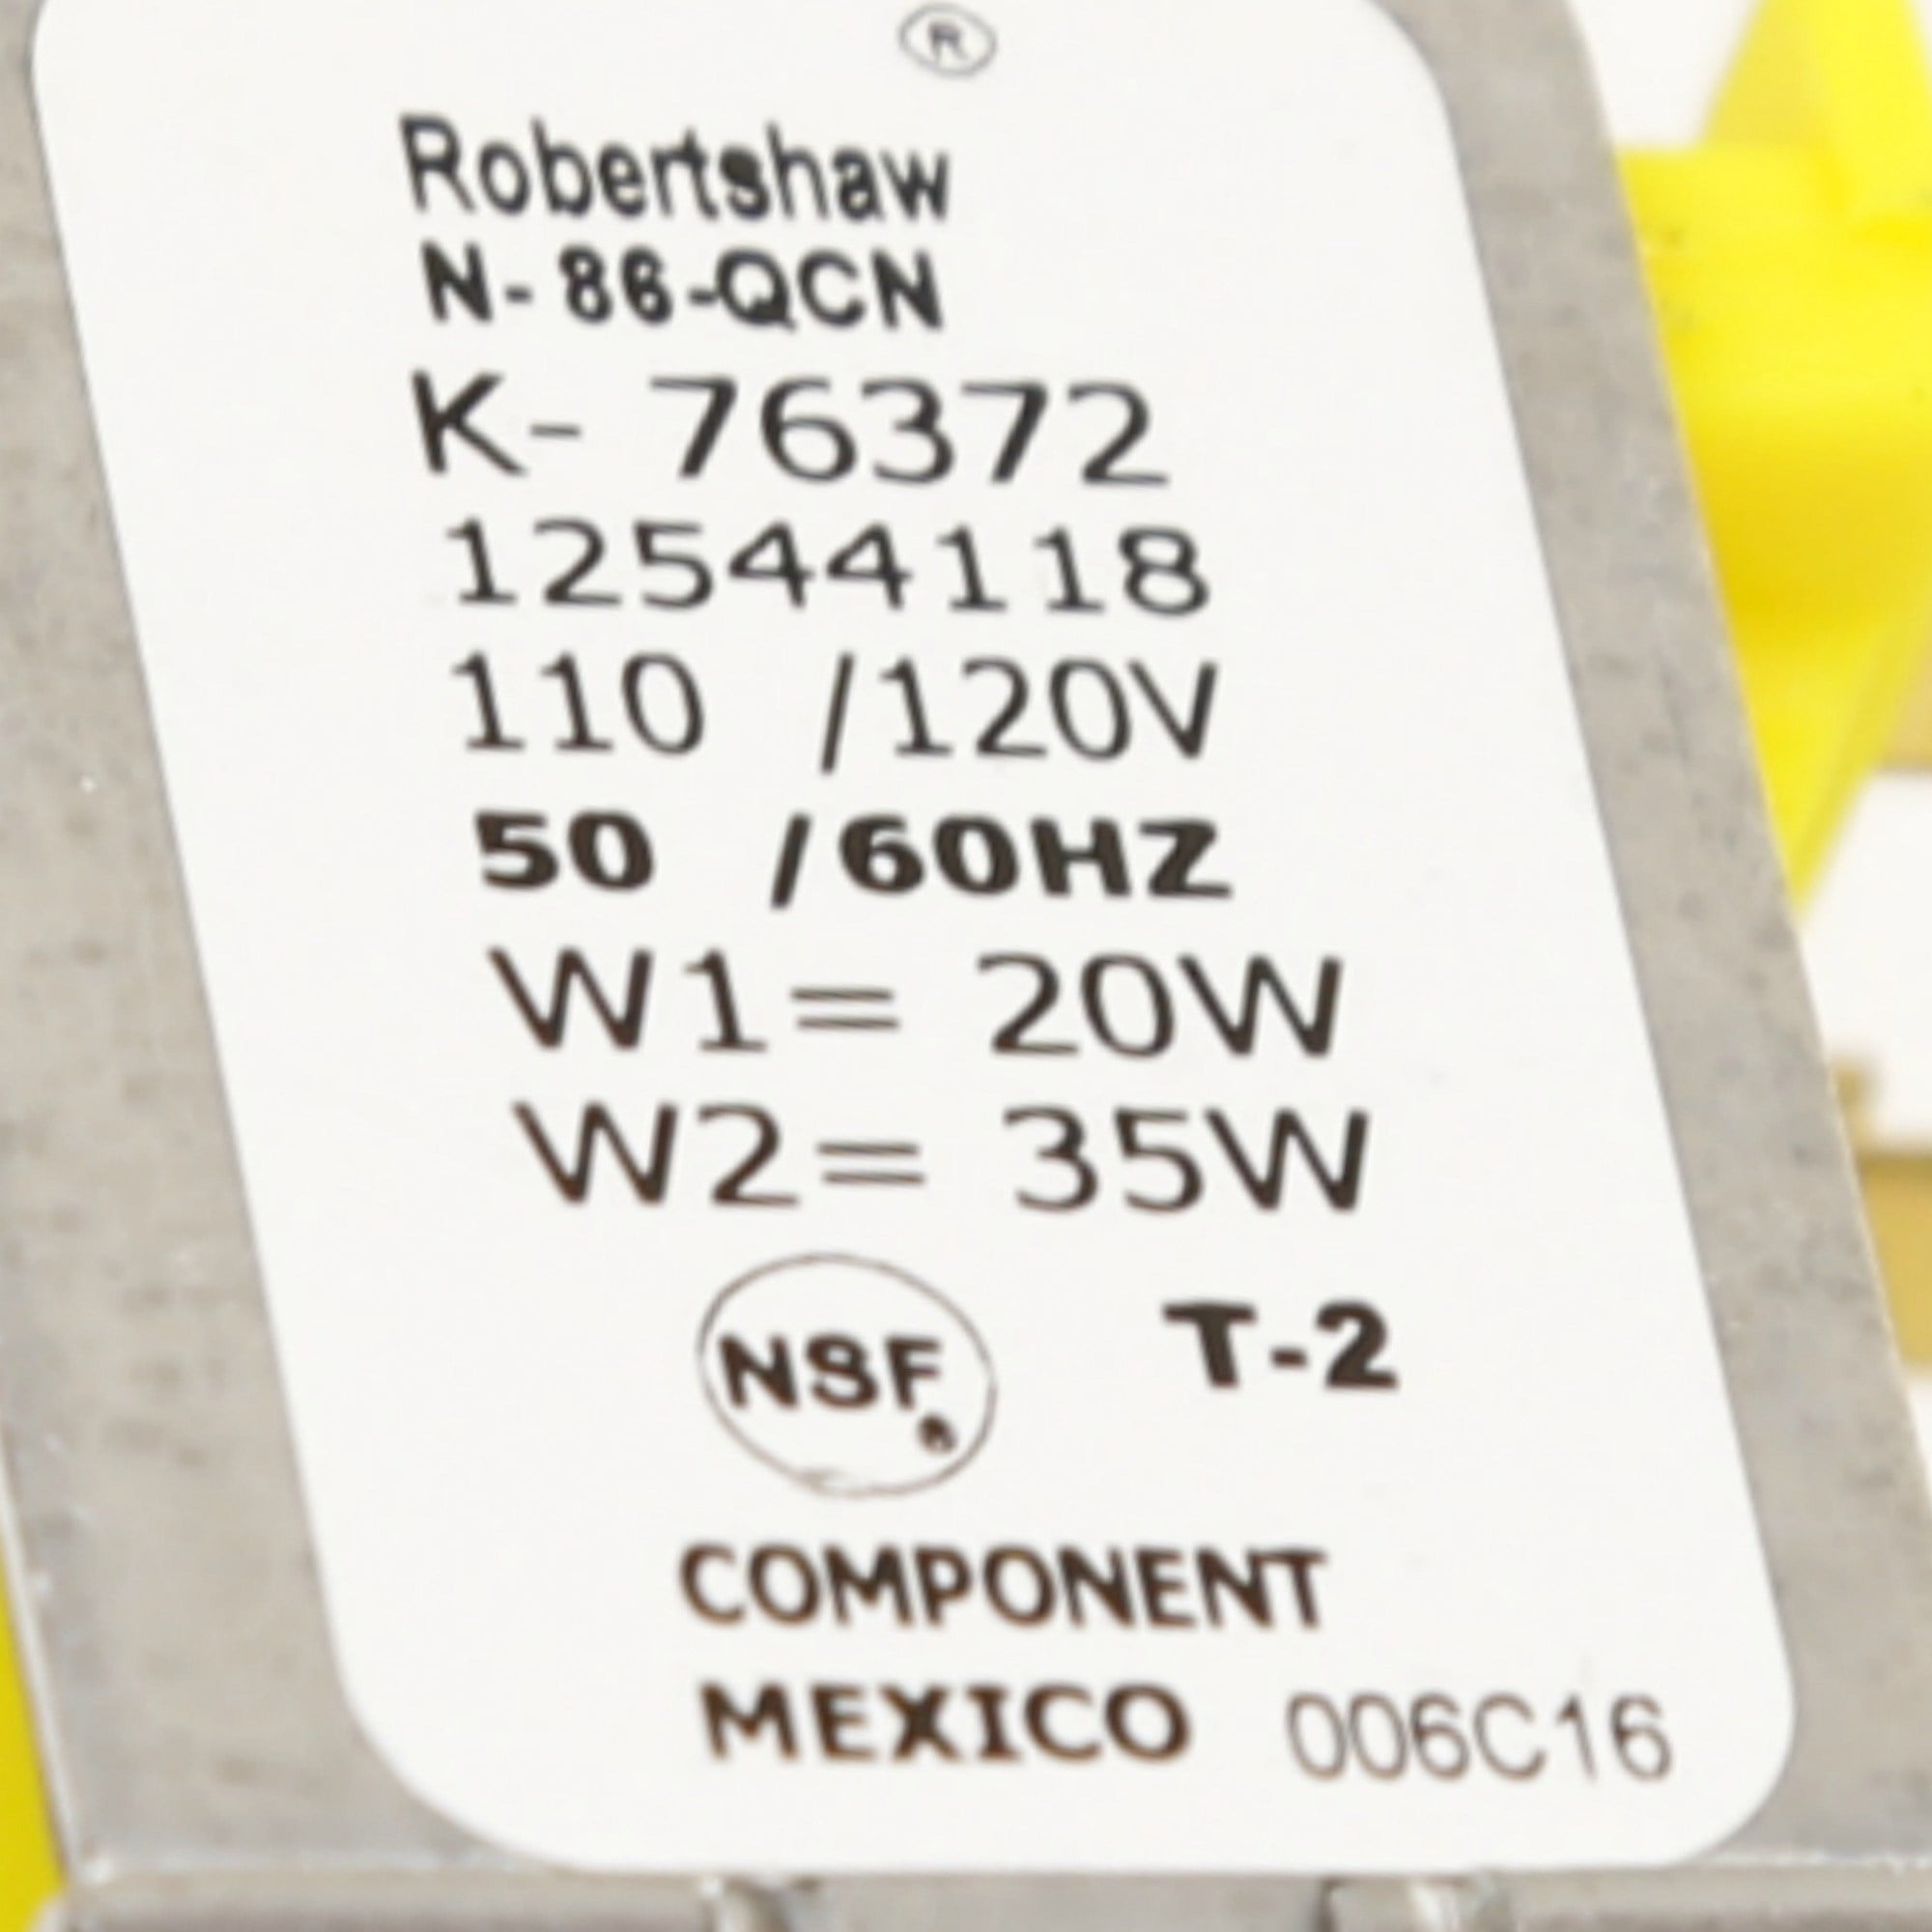 ®
Robertshaw
N-86-QCN
K- 76372
12544118
110 /120V
50 /60HZ
W1= 20W
W2= 35W
NSF® T-2
COMPONENT
MEXICO 006C16